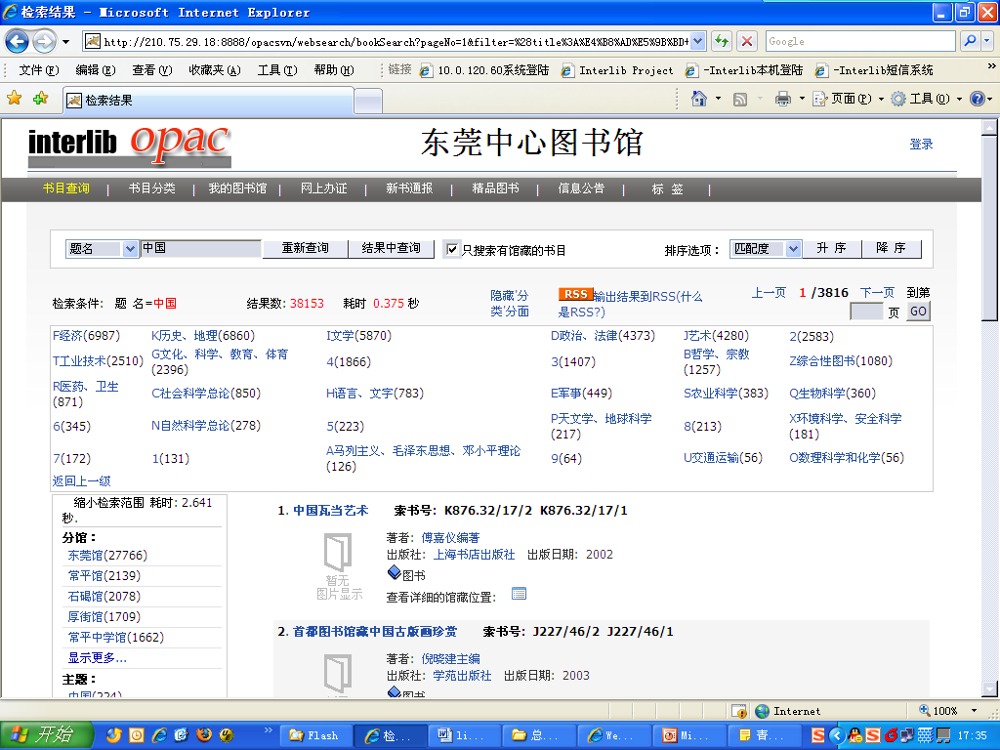 检索结果 - Microsoft Internet Explorer
http://210.75.29.18:8888/opacsvn/websearch/bookSearch?pageNo=1&filter=%28title%3A%E4%B8%AD%E5%9B%BD
Google
文件(F) 编辑(E) 查看(V) 收藏夹(A) 工具(T) 帮助(H) 链接 10.0.120.60系统登陆 Interlib Project -Interlib本机登陆 -Interlib短信系统 »
检索结果 页面(P) 工具(O)
interlib opac 东莞中心图书馆 登录
书目查询 | 书目分类 | 我的图书馆 | 网上办证 | 新书通报 | 精品图书 | 信息公告 | 标 签 |
题名 中国 重新查询 结果中查询 只搜索有馆藏的书目 排序选项： 匹配度 升 序 降 序
检索条件: 题 名=中国 结果数: 38153 耗时 0.375 秒
隐藏'分
类'分面
RSS 输出结果到RSS(什么
是RSS?)
上一页 1 /3816 下一页 到第
页 GO
F经济(6987) K历史、地理(6860) I文学(5870) D政治、法律(4373) J艺术(4280) 2(2583)
T工业技术(2510) G文化、科学、教育、体育(2396) 4(1866) 3(1407) B哲学、宗教(1257) Z综合性图书(1080)
R医药、卫生(871) C社会科学总论(850) H语言、文字(783) E军事(449) S农业科学(383) Q生物科学(360)
6(345) N自然科学总论(278) 5(223) P天文学、地球科学(217) 8(213) X环境科学、安全科学(181)
7(172) 1(131) A马列主义、毛泽东思想、邓小平理论(126) 9(64) U交通运输(56) O数理科学和化学(56)
返回上一级
缩小检索范围 耗时: 2.641
秒.
分馆：
东莞馆(27766)
常平馆(2139)
石碣馆(2078)
厚街馆(1709)
常平中学馆(1662)
显示更多...
主题：
中国(224)
1. 中国瓦当艺术 索书号: K876.32/17/2 K876.32/17/1
暂无
图片显示
著者: 傅嘉仪编著
出版社: 上海书店出版社 出版日期: 2002
图书
查看详细的馆藏位置:
2. 首都图书馆藏中国古版画珍赏 索书号: J227/46/2 J227/46/1
著者: 倪晓建主编
出版社: 学苑出版社 出版日期: 2003
图书
Internet 100%
开始 » Flash 检... li... 总... We... Mi... 青... 17:35